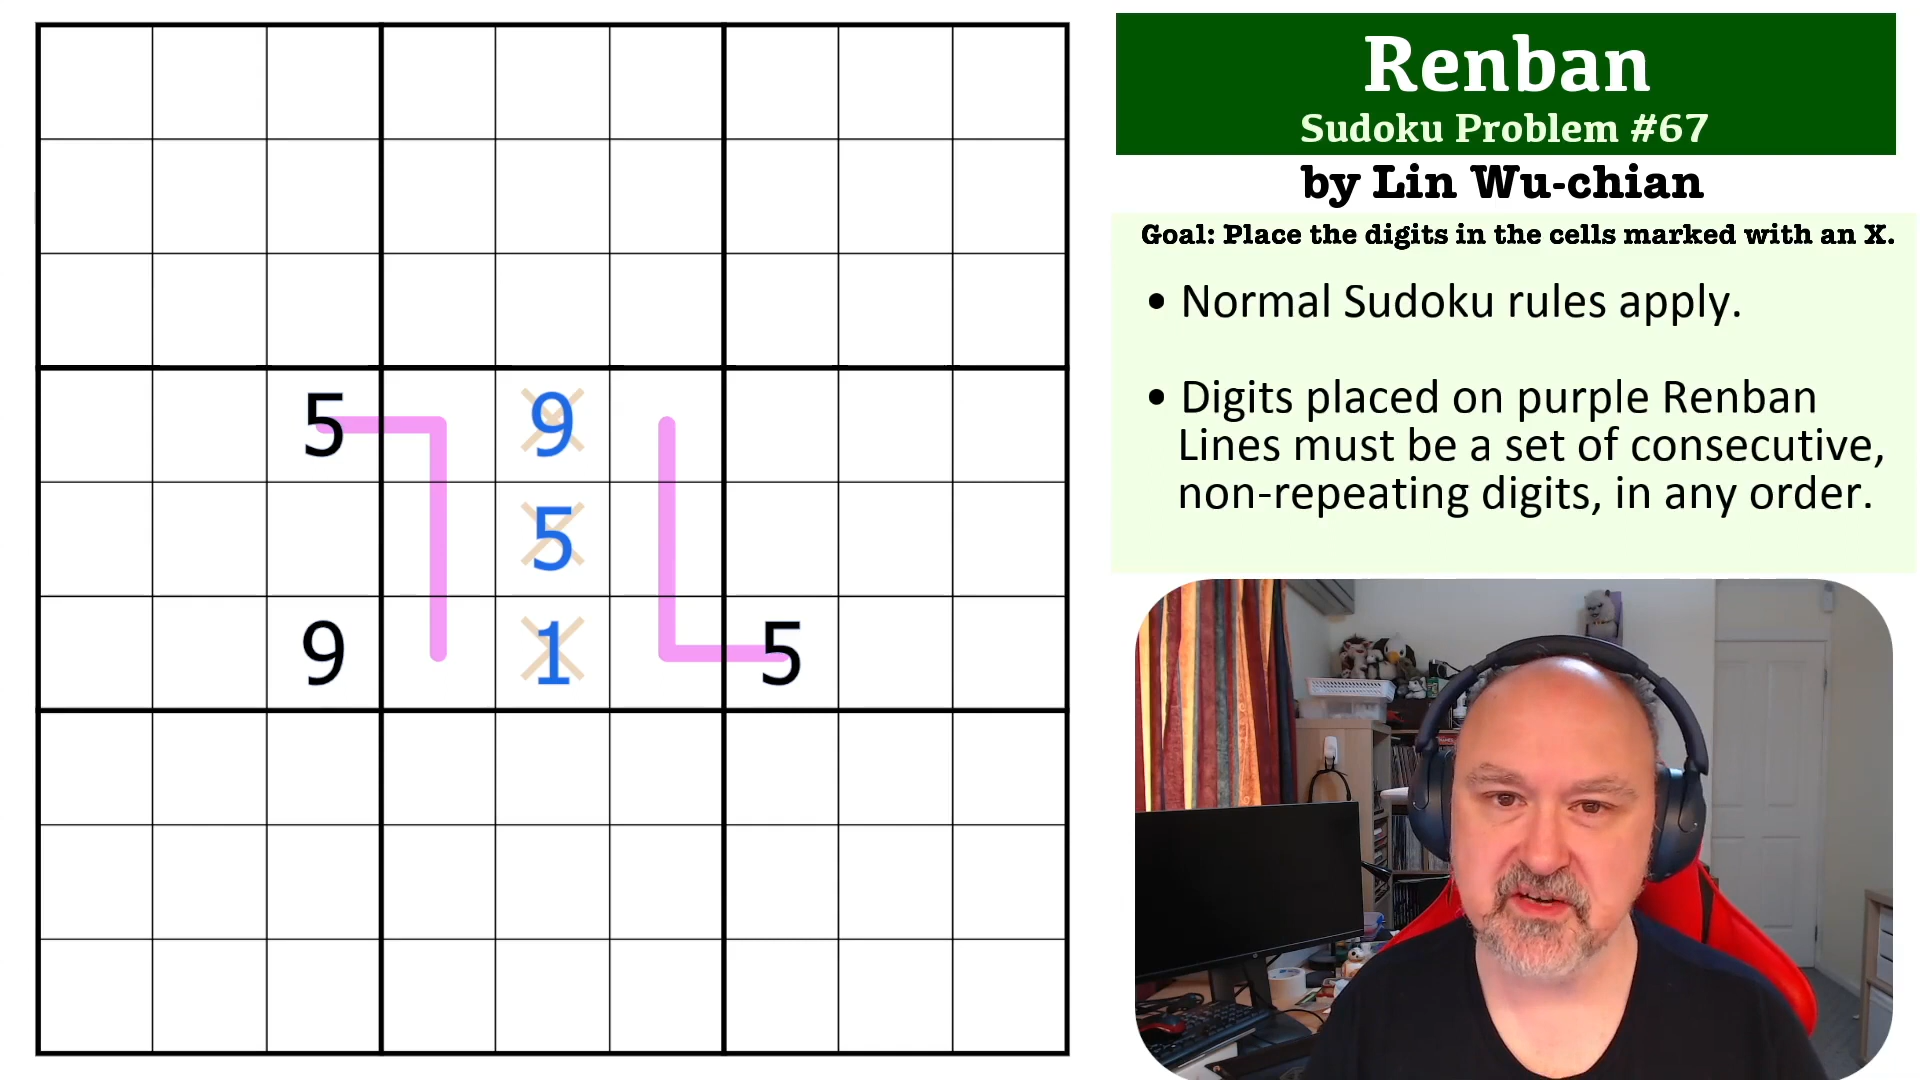 Renban
Sudoku Problem #67
by Lin Wu-chian
Goal: Place the digits in the cells marked with an X.
• Normal Sudoku rules apply.
• Digits placed on purple Renban
Lines must be a set of consecutive,
non-repeating digits, in any order.
5 9
5
9 1 5